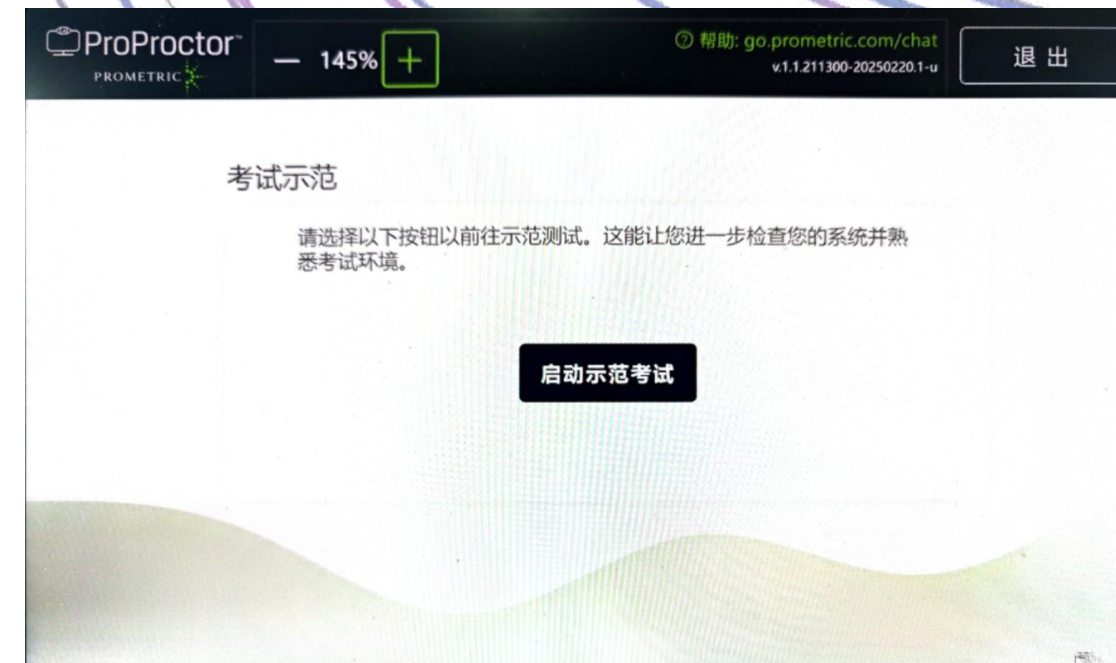 ProProctor™
PROMETRIC
— 145% +
帮助: go.prometric.com/chat
v.1.1.211300-20250220.1-u
退 出
考试示范
请选择以下按钮以前往示范测试。这能让您进一步检查您的系统并熟
悉考试环境。
启动示范考试